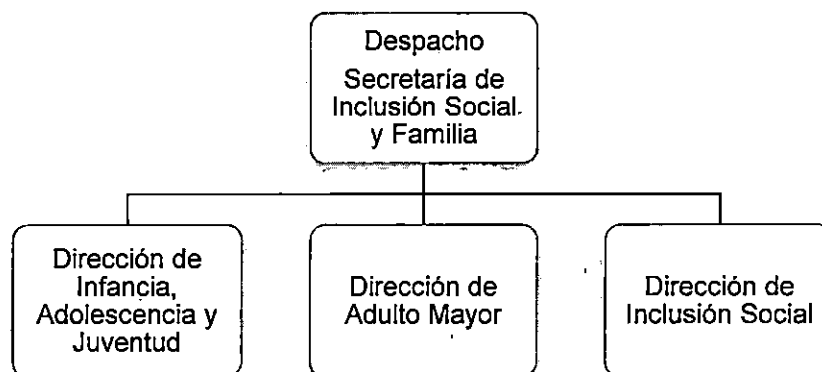 Despacho
Secretaría de
Inclusión Social
y Familia
Dirección de
Infancia,
Adolescencia y
Juventud
Dirección de
Adulto Mayor
Dirección de
Inclusión Social